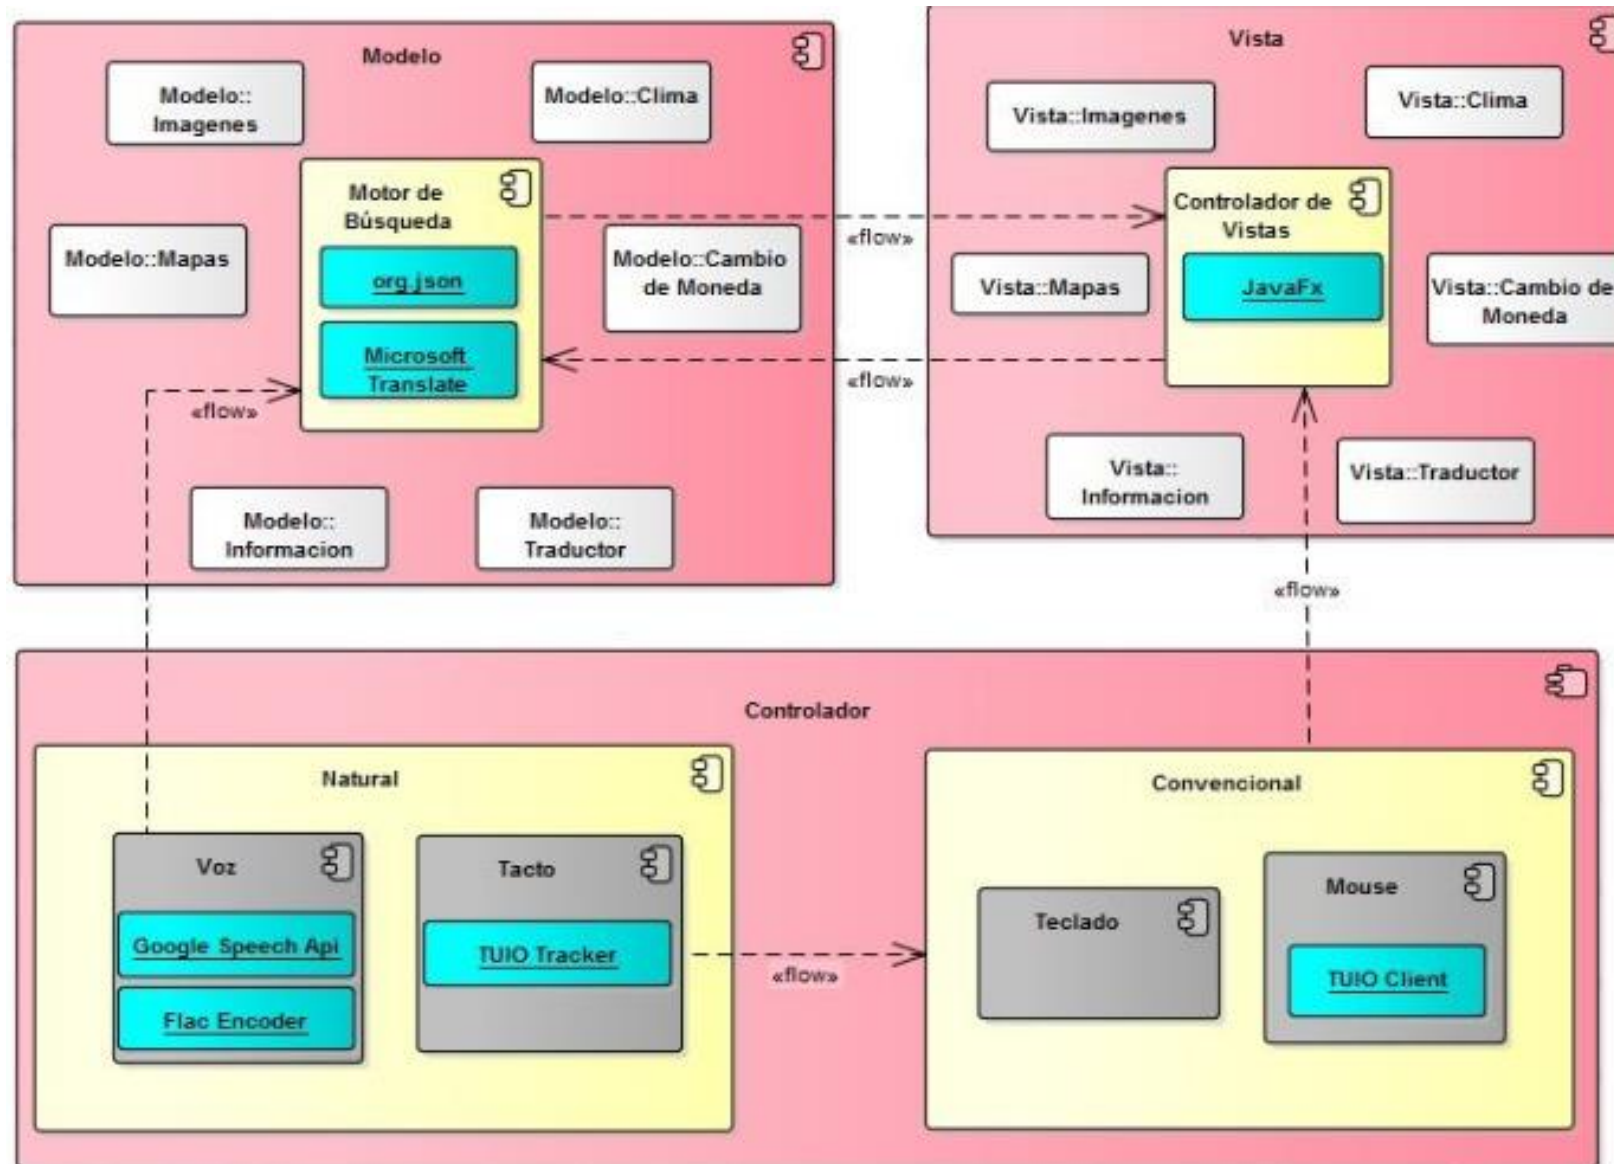 Modelo
Modelo::
Imagenes
Modelo::Clima
Motor de
Búsqueda
org.json
Microsoft
Translate
Modelo::Mapas
Modelo::Cambio
de Moneda
Modelo::
Informacion
Modelo::
Traductor
«flow»
«flow»
«flow»
Vista
Vista::Imagenes
Vista::Clima
Controlador de
Vistas
JavaFx
Vista::Mapas
Vista::Cambio de
Moneda
Vista::
Informacion
Vista::Traductor
«flow»
Controlador
Natural
Voz
Google Speech Api
Flac Encoder
Tacto
TUIO Tracker
«flow»
Convencional
Teclado
Mouse
TUIO Client